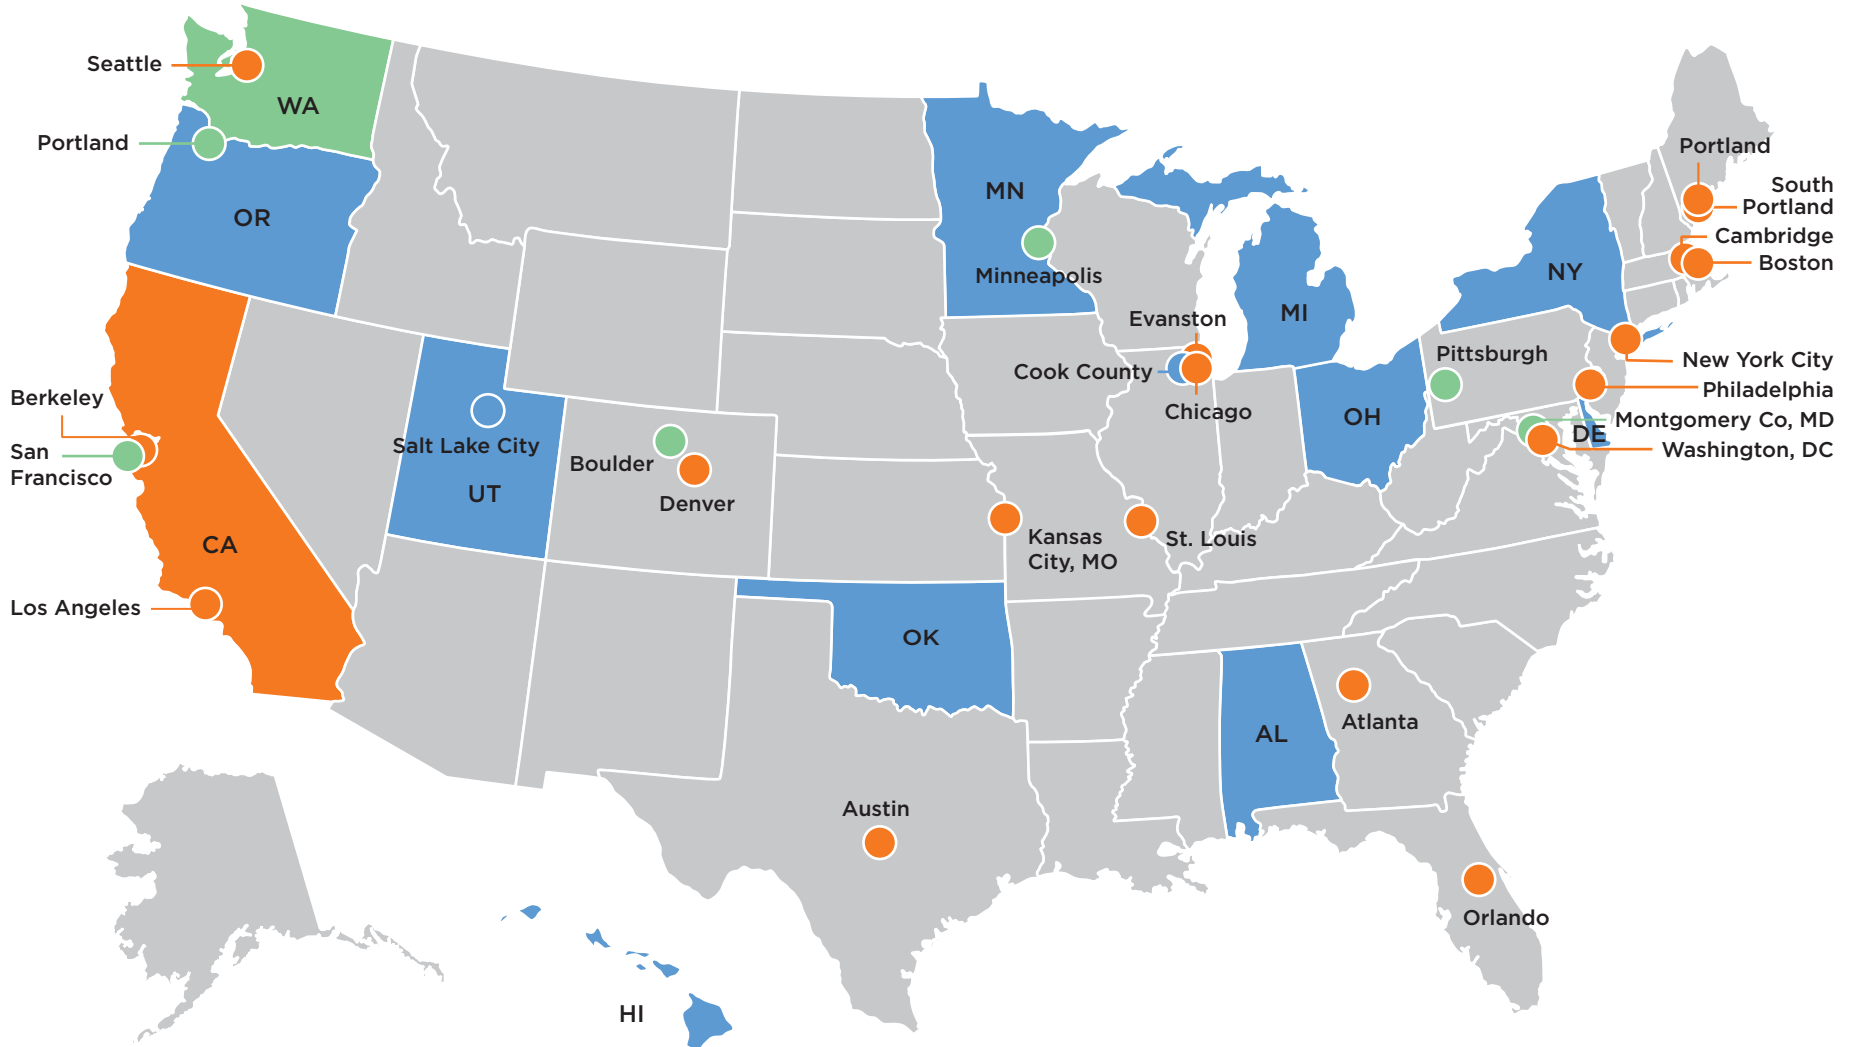 Seattle
WA
Portland
OR
MN
Minneapolis
Portland
South
Portland
Cambridge
Boston
NY
MI
Evanston
Cook County
Chicago
Pittsburgh
New York City
Philadelphia
OH
DE
Montgomery Co, MD
Washington, DC
Berkeley
San
Francisco
Salt Lake City
UT
Boulder
Denver
CA
Kansas
City, MO
St. Louis
Los Angeles
OK
AL
Atlanta
Austin
Orlando
HI